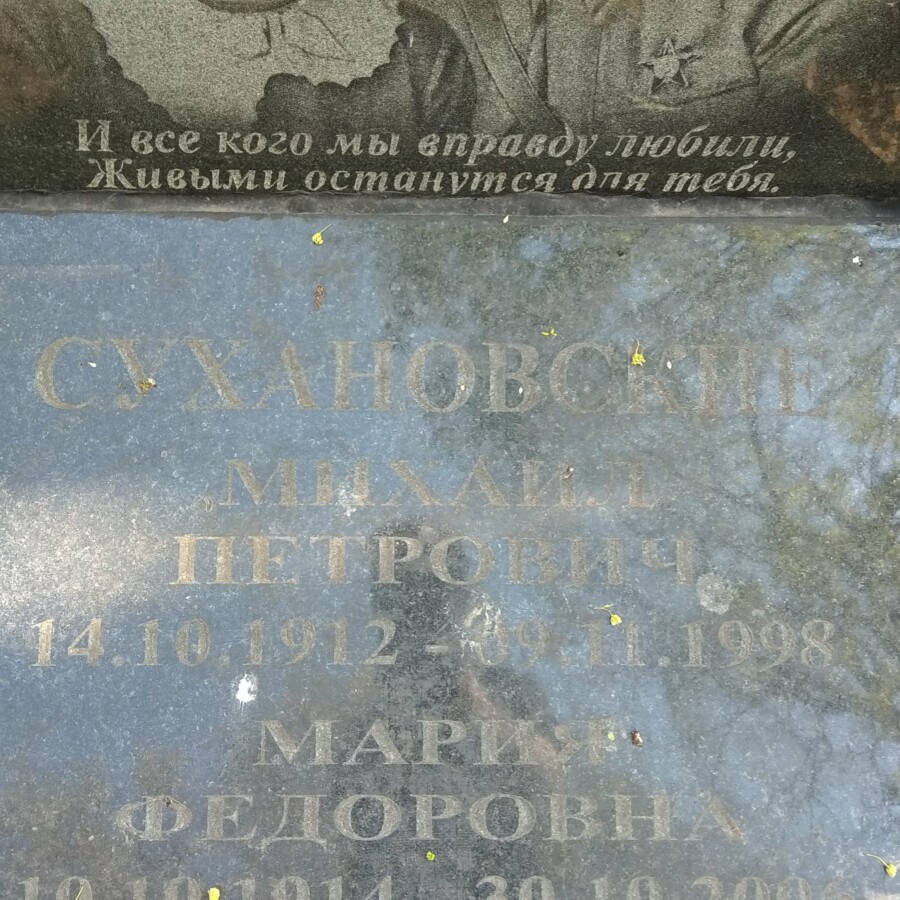 И все кого мы вправду любили,
Живыми останутся для тебя.
СУХАНОВСКИЕ
МИХАИЛ
ПЕТРОВИЧ
14.10.1912 - 09.11.1998
МАРИЯ
ФЕДОРОВНА